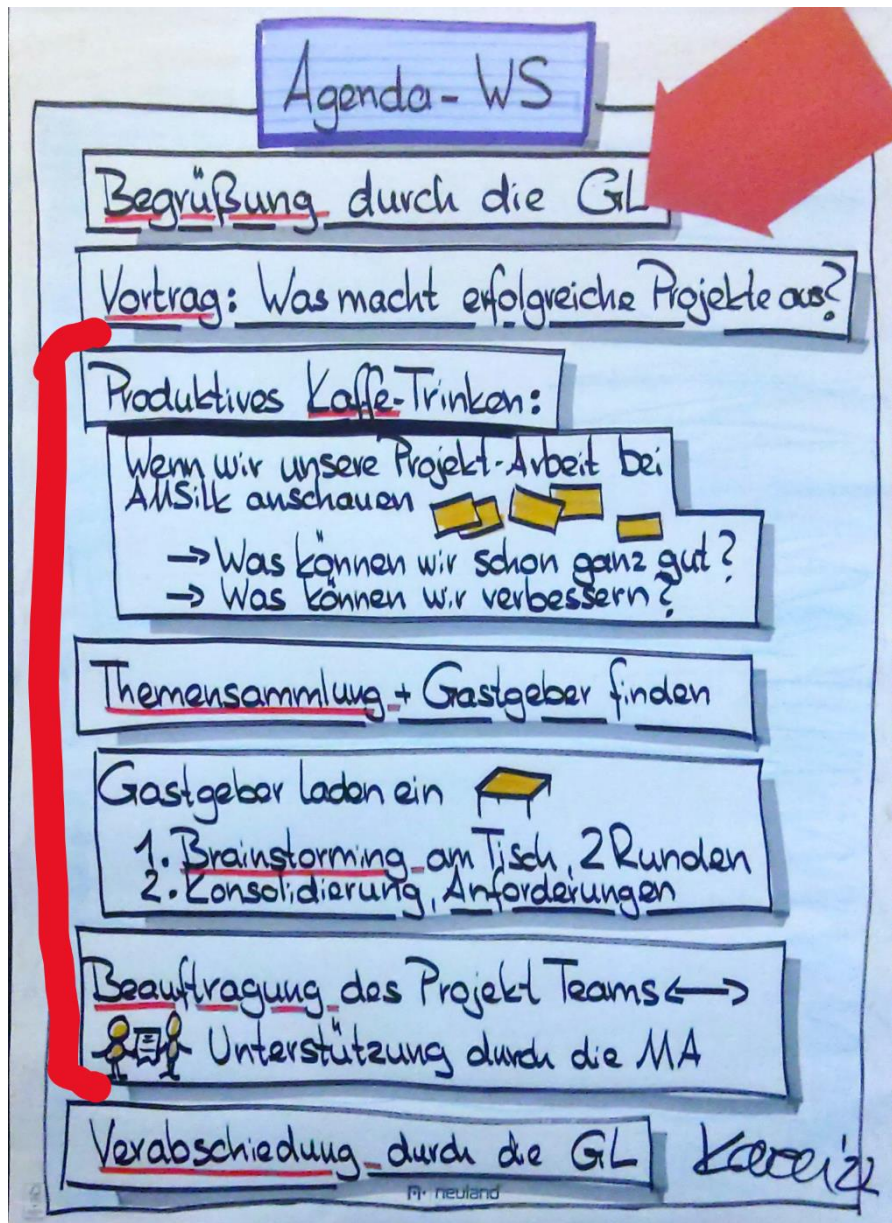 Agenda - WS
Begrüßung durch die GL
Vortrag: Was macht erfolgreiche Projekte aus?
Produktives Kaffe-Trinken:
Wenn wir unsere Projekt-Arbeit bei
AMSilk anschauen
→ Was können wir schon ganz gut?
→ Was können wir verbessern?
Themensammlung + Gastgeber finden
Gastgeber laden ein
1. Brainstorming am Tisch, 2 Runden
2. Konsolidierung, Anforderungen
Beauftragung des Projekt Teams ↔
Unterstützung durch die MA
Verabschiedung durch die GL
'22
neuland